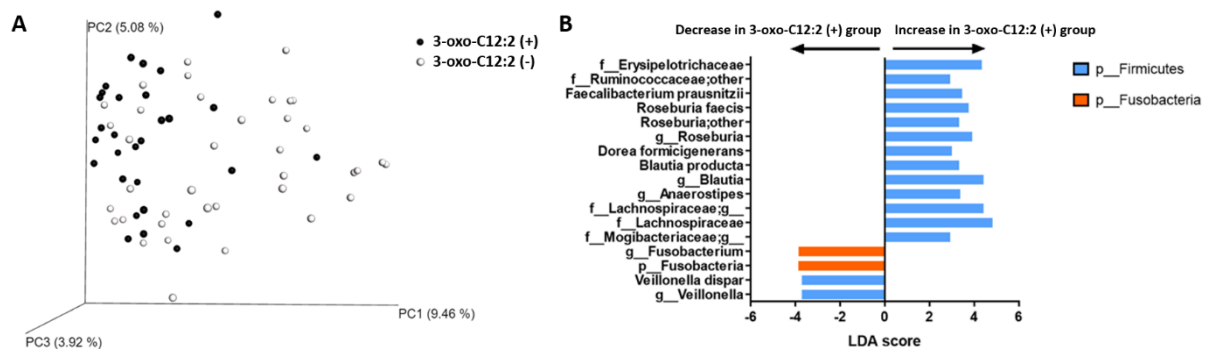 A
PC2 (5.08 %)
3-oxo-C12:2 (+)
3-oxo-C12:2 (-)
PC1 (9.46 %)
PC3 (3.92 %)
B
Decrease in 3-oxo-C12:2 (+) group
Increase in 3-oxo-C12:2 (+) group
f__Erysipelotrichaceae
f__Ruminococcaceae;other
Faecalibacterium prausnitzii
Roseburia faecis
Roseburia;other
g__Roseburia
Dorea formicigenerans
Blautia producta
g__Blautia
g__Anaerostipes
f__Lachnospiraceae;g__
f__Lachnospiraceae
f__Mogibacteriaceae;g__
g__Fusobacterium
p__Fusobacteria
Veillonella dispar
g__Veillonella
-6 -4 -2 0 2 4 6
LDA score
p__Firmicutes
p__Fusobacteria